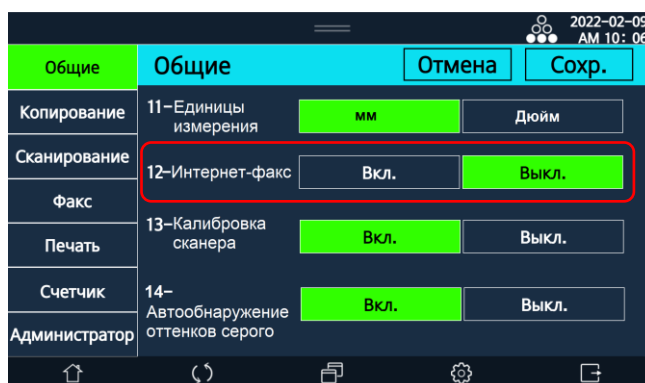 2022-02-09
AM 10: 06
Общие
Общие
Отмена
Сохр.
Копирование
11-Единицы
измерения
мм
Дюйм
Сканирование
12-Интернет-факс
Вкл.
Выкл.
Факс
13-Калибровка
сканера
Вкл.
Выкл.
Печать
Счетчик
14-
Автообнаружение
оттенков серого
Вкл.
Выкл.
Администратор